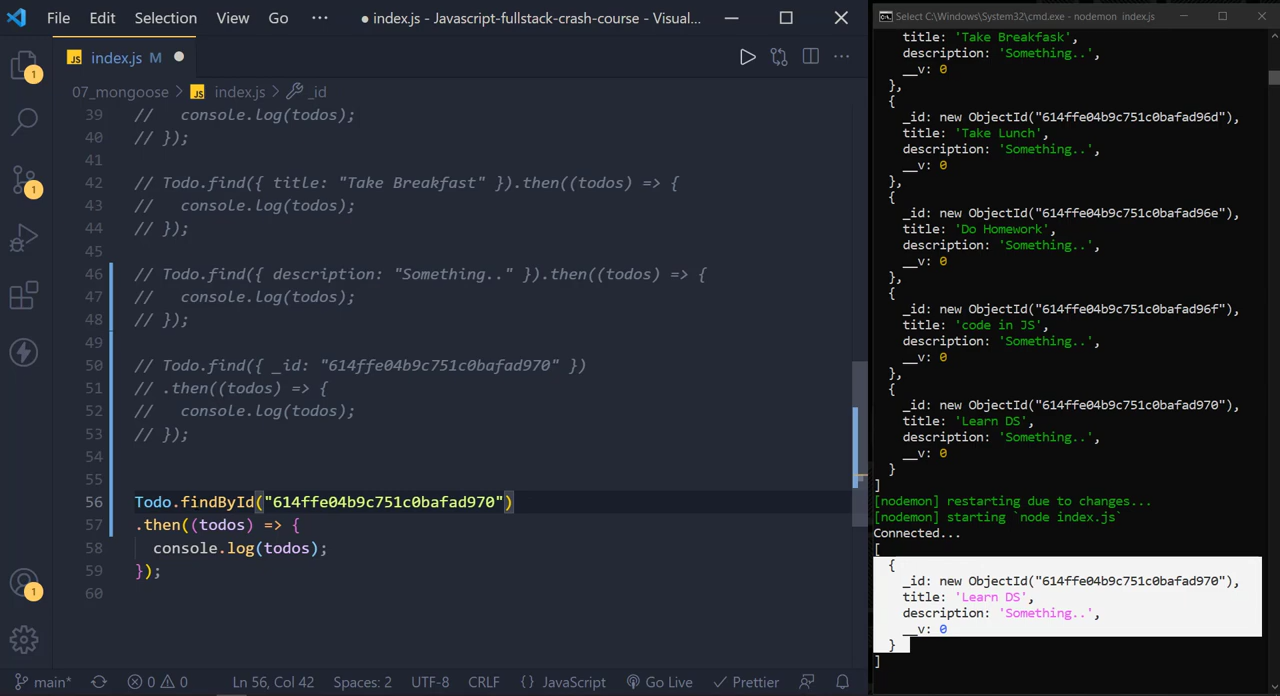 File Edit Selection View Go ··· ● index.js - Javascript-fullstack-crash-course - Visual...
JS index.js M ●
07_mongoose > JS index.js > _id
39 //   console.log(todos);
40 // });
41
42 // Todo.find({ title: "Take Breakfast" }).then((todos) => {
43 //   console.log(todos);
44 // });
45
46 // Todo.find({ description: "Something.." }).then((todos) => {
47 //   console.log(todos);
48 // });
49
50 // Todo.find({ _id: "614ffe04b9c751c0bafad970" })
51 // .then((todos) => {
52 //   console.log(todos);
53 // });
54
55
56 Todo.findById("614ffe04b9c751c0bafad970")
57 .then((todos) => {
58   console.log(todos);
59 });
60
1
1
1
main* 0 0 Ln 56, Col 42 Spaces: 2 UTF-8 CRLF {} JavaScript Go Live ✓ Prettier
Select C:\Windows\System32\cmd.exe - nodemon index.js
title: 'Take Breakfask',
description: 'Something..',
__v: 0
},
{
_id: new ObjectId("614ffe04b9c751c0bafad96d"),
title: 'Take Lunch',
description: 'Something..',
__v: 0
},
{
_id: new ObjectId("614ffe04b9c751c0bafad96e"),
title: 'Do Homework',
description: 'Something..',
__v: 0
},
{
_id: new ObjectId("614ffe04b9c751c0bafad96f"),
title: 'code in JS',
description: 'Something..',
__v: 0
},
{
_id: new ObjectId("614ffe04b9c751c0bafad970"),
title: 'Learn DS',
description: 'Something..',
__v: 0
}
]
[nodemon] restarting due to changes...
[nodemon] starting `node index.js`
Connected...
[
{
_id: new ObjectId("614ffe04b9c751c0bafad970"),
title: 'Learn DS',
description: 'Something..',
__v: 0
}
]